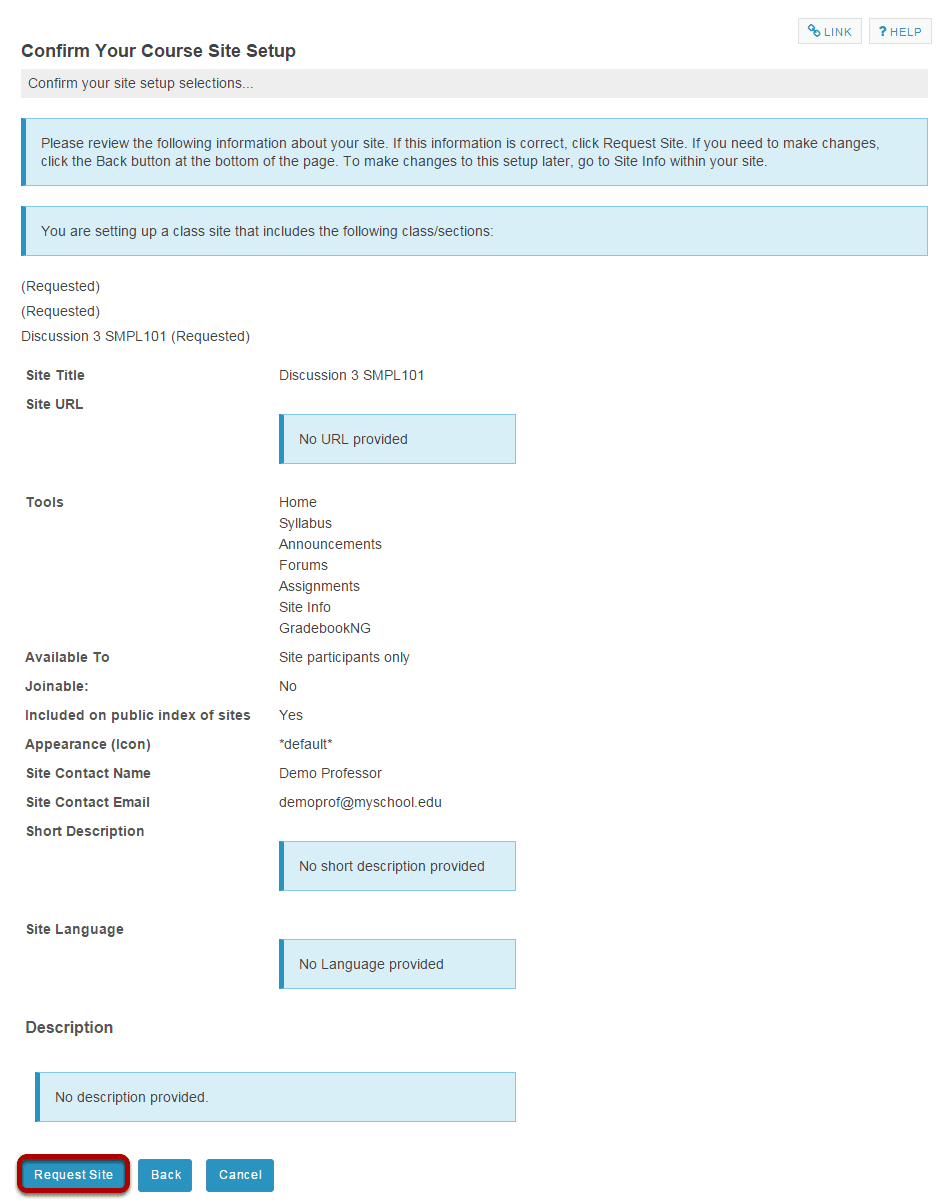 LINK
? HELP
Confirm Your Course Site Setup
Confirm your site setup selections...
Please review the following information about your site. If this information is correct, click Request Site. If you need to make changes,
click the Back button at the bottom of the page. To make changes to this setup later, go to Site Info within your site.
You are setting up a class site that includes the following class/sections:
(Requested)
(Requested)
Discussion 3 SMPL101 (Requested)
Site Title Discussion 3 SMPL101
Site URL
No URL provided
Tools Home
Syllabus
Announcements
Forums
Assignments
Site Info
GradebookNG
Available To Site participants only
Joinable: No
Included on public index of sites Yes
Appearance (Icon) *default*
Site Contact Name Demo Professor
Site Contact Email demoprof@myschool.edu
Short Description
No short description provided
Site Language
No Language provided
Description
No description provided.
Request Site Back Cancel